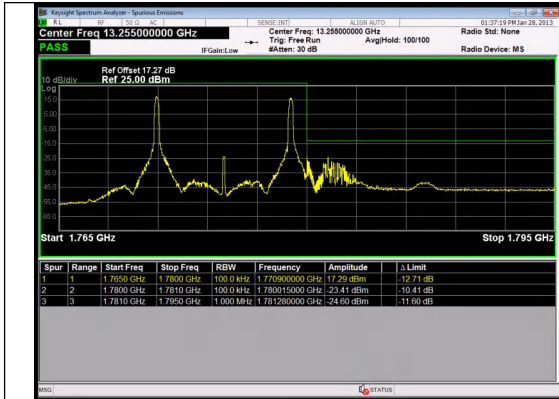 Keysight Spectrum Analyzer - Spurious Emissions
RL RF 50 Ω AC SENSE:INT ALIGN AUTO 01:37:19 PM Jan 28, 2013
Center Freq 13.255000000 GHz Center Freq: 13.255000000 GHz Radio Std: None
Trig: Free Run Avg|Hold: 100/100
PASS IFGain:Low #Atten: 30 dB Radio Device: MS
Ref Offset 17.27 dB
10 dB/div Ref 25.00 dBm
Log
15.0
5.00
-5.00
-15.0
-25.0
-35.0
-45.0
-55.0
-65.0
Start 1.765 GHz Stop 1.795 GHz
Spur Range Start Freq Stop Freq RBW Frequency Amplitude Δ Limit
1 1 1.7650 GHz 1.7800 GHz 100.0 kHz 1.770900000 GHz 17.29 dBm -12.71 dB
2 2 1.7800 GHz 1.7810 GHz 100.0 kHz 1.780015000 GHz -23.41 dBm -10.41 dB
3 3 1.7810 GHz 1.7950 GHz 1.000 MHz 1.781280000 GHz -24.60 dBm -11.60 dB
MSG STATUS